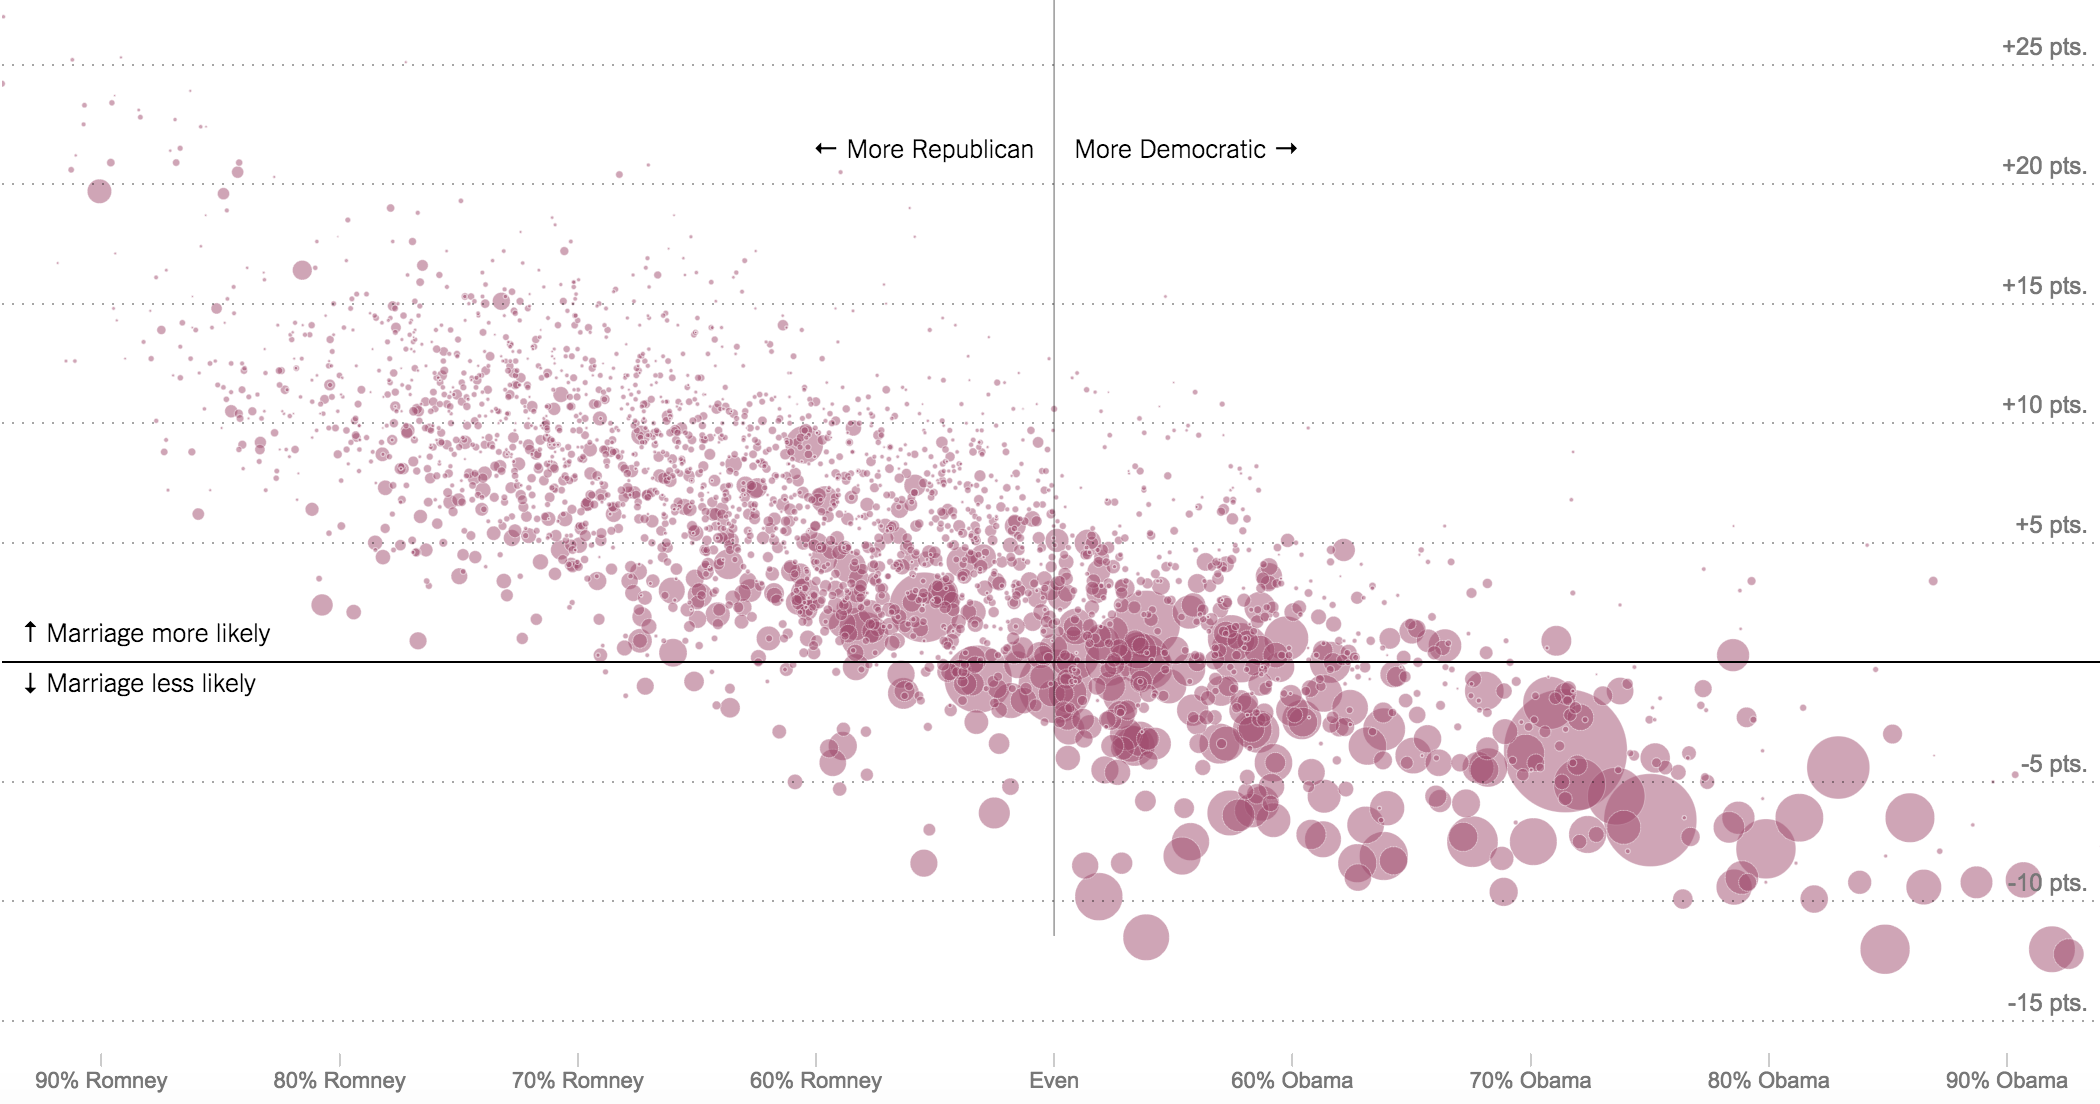 +25 pts.
← More Republican
More Democratic →
+20 pts.
+15 pts.
+10 pts.
+5 pts.
↑ Marriage more likely
↓ Marriage less likely
-5 pts.
-10 pts.
-15 pts.
90% Romney
80% Romney
70% Romney
60% Romney
Even
60% Obama
70% Obama
80% Obama
90% Obama